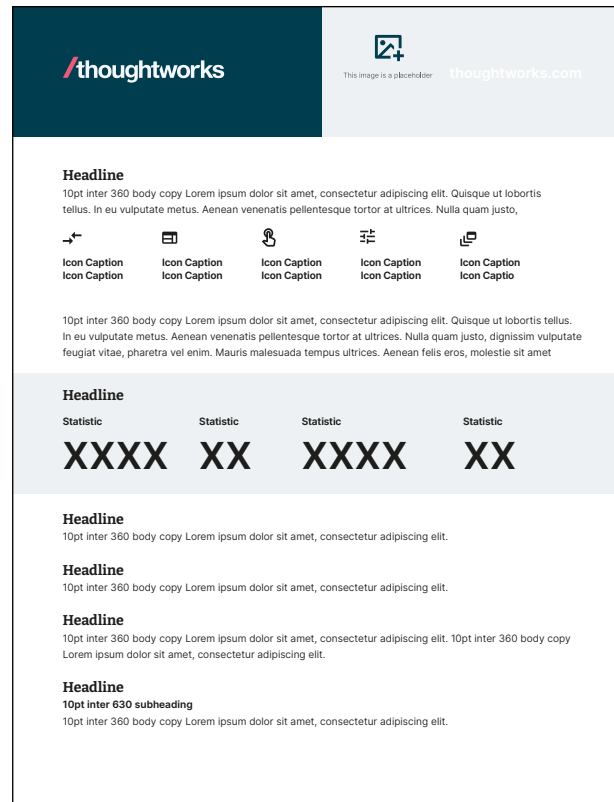 /thoughtworks
This image is a placeholder
thoughtworks.com
Headline
10pt inter 360 body copy Lorem ipsum dolor sit amet, consectetur adipiscing elit. Quisque ut lobortis
tellus. In eu vulputate metus. Aenean venenatis pellentesque tortor at ultrices. Nulla quam justo,
Icon Caption Icon Caption Icon Caption Icon Caption Icon Caption
Icon Caption Icon Caption Icon Caption Icon Caption Icon Captio
10pt inter 360 body copy Lorem ipsum dolor sit amet, consectetur adipiscing elit. Quisque ut lobortis tellus.
In eu vulputate metus. Aenean venenatis pellentesque tortor at ultrices. Nulla quam justo, dignissim vulputate
feugiat vitae, pharetra vel enim. Mauris malesuada tempus ultrices. Aenean felis eros, molestie sit amet
Headline
Statistic Statistic Statistic Statistic
XXXX XX XXXX XX
Headline
10pt inter 360 body copy Lorem ipsum dolor sit amet, consectetur adipiscing elit.
Headline
10pt inter 360 body copy Lorem ipsum dolor sit amet, consectetur adipiscing elit.
Headline
10pt inter 360 body copy Lorem ipsum dolor sit amet, consectetur adipiscing elit. 10pt inter 360 body copy
Lorem ipsum dolor sit amet, consectetur adipiscing elit.
Headline
10pt inter 630 subheading
10pt inter 360 body copy Lorem ipsum dolor sit amet, consectetur adipiscing elit.